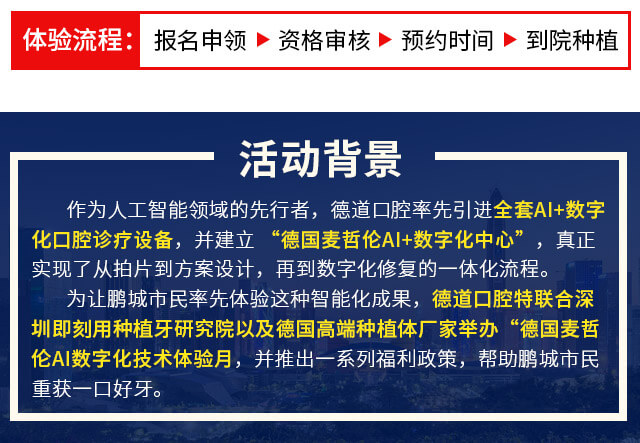 体验流程： 报名申领 ▶ 资格审核 ▶ 预约时间 ▶ 到院种植
活动背景
作为人工智能领域的先行者，德道口腔率先引进全套AI+数字
化口腔诊疗设备，并建立“德国麦哲伦AI+数字化中心”，真正
实现了从拍片到方案设计，再到数字化修复的一体化流程。
为让鹏城市民率先体验这种智能化成果，德道口腔特联合深
圳即刻用种植牙研究院以及德国高端种植体厂家举办“德国麦哲
伦AI数字化技术体验月，并推出一系列福利政策，帮助鹏城市民
重获一口好牙。